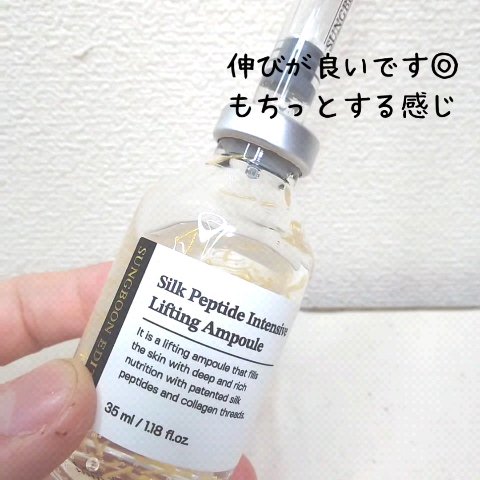 伸びが良いです◎
もちっとする感じ
SUNGB
SUNGBOON EDI
Silk Peptide Intensive
Lifting Ampoule
It is a lifting ampoule that fills
the skin with deep and rich
nutrition with patented silk
peptides and collagen threads.
35 ml / 1.18 fl.oz.